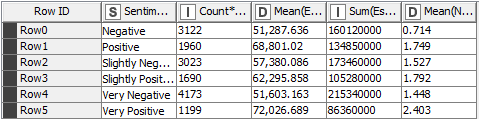 Row ID S Sentim... I Count*... D Mean(E... I Sum(Es... D Mean(N...
Row0 Negative 3122 51,287.636 160120000 0.714
Row1 Positive 1960 68,801.02 134850000 1.749
Row2 Slightly Neg... 3023 57,380.086 173460000 1.527
Row3 Slightly Posit... 1690 62,295.858 105280000 1.792
Row4 Very Negative 4173 51,603.163 215340000 1.448
Row5 Very Positive 1199 72,026.689 86360000 2.403